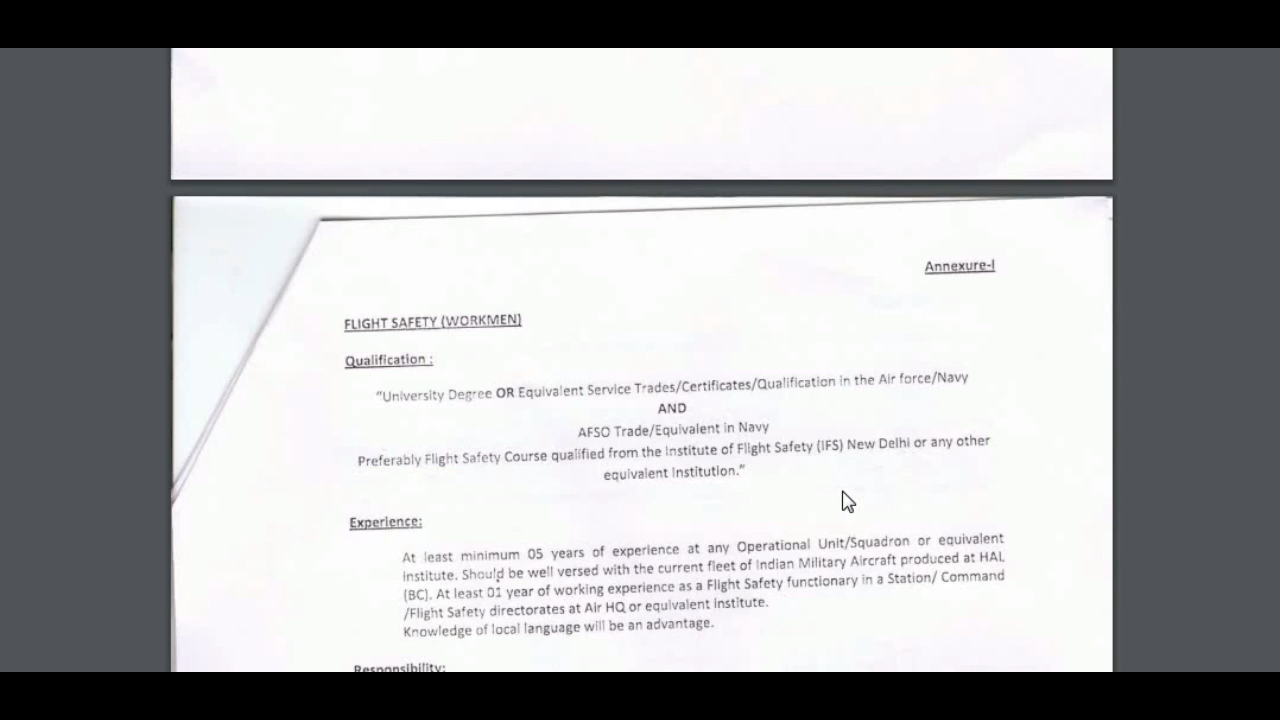 Annexure-I
FLIGHT SAFETY (WORKMEN)
Qualification :
"University Degree OR Equivalent Service Trades/Certificates/Qualification in the Air force/Navy
AND
AFSO Trade/Equivalent in Navy
Preferably Flight Safety Course qualified from the Institute of Flight Safety (IFS) New Delhi or any other
equivalent Institution."
Experience:
At least minimum 05 years of experience at any Operational Unit/Squadron or equivalent
institute. Should be well versed with the current fleet of Indian Military Aircraft produced at HAL
(BC). At least 01 year of working experience as a Flight Safety functionary in a Station/ Command
/Flight Safety directorates at Air HQ or equivalent institute.
Knowledge of local language will be an advantage.
Responsibility: